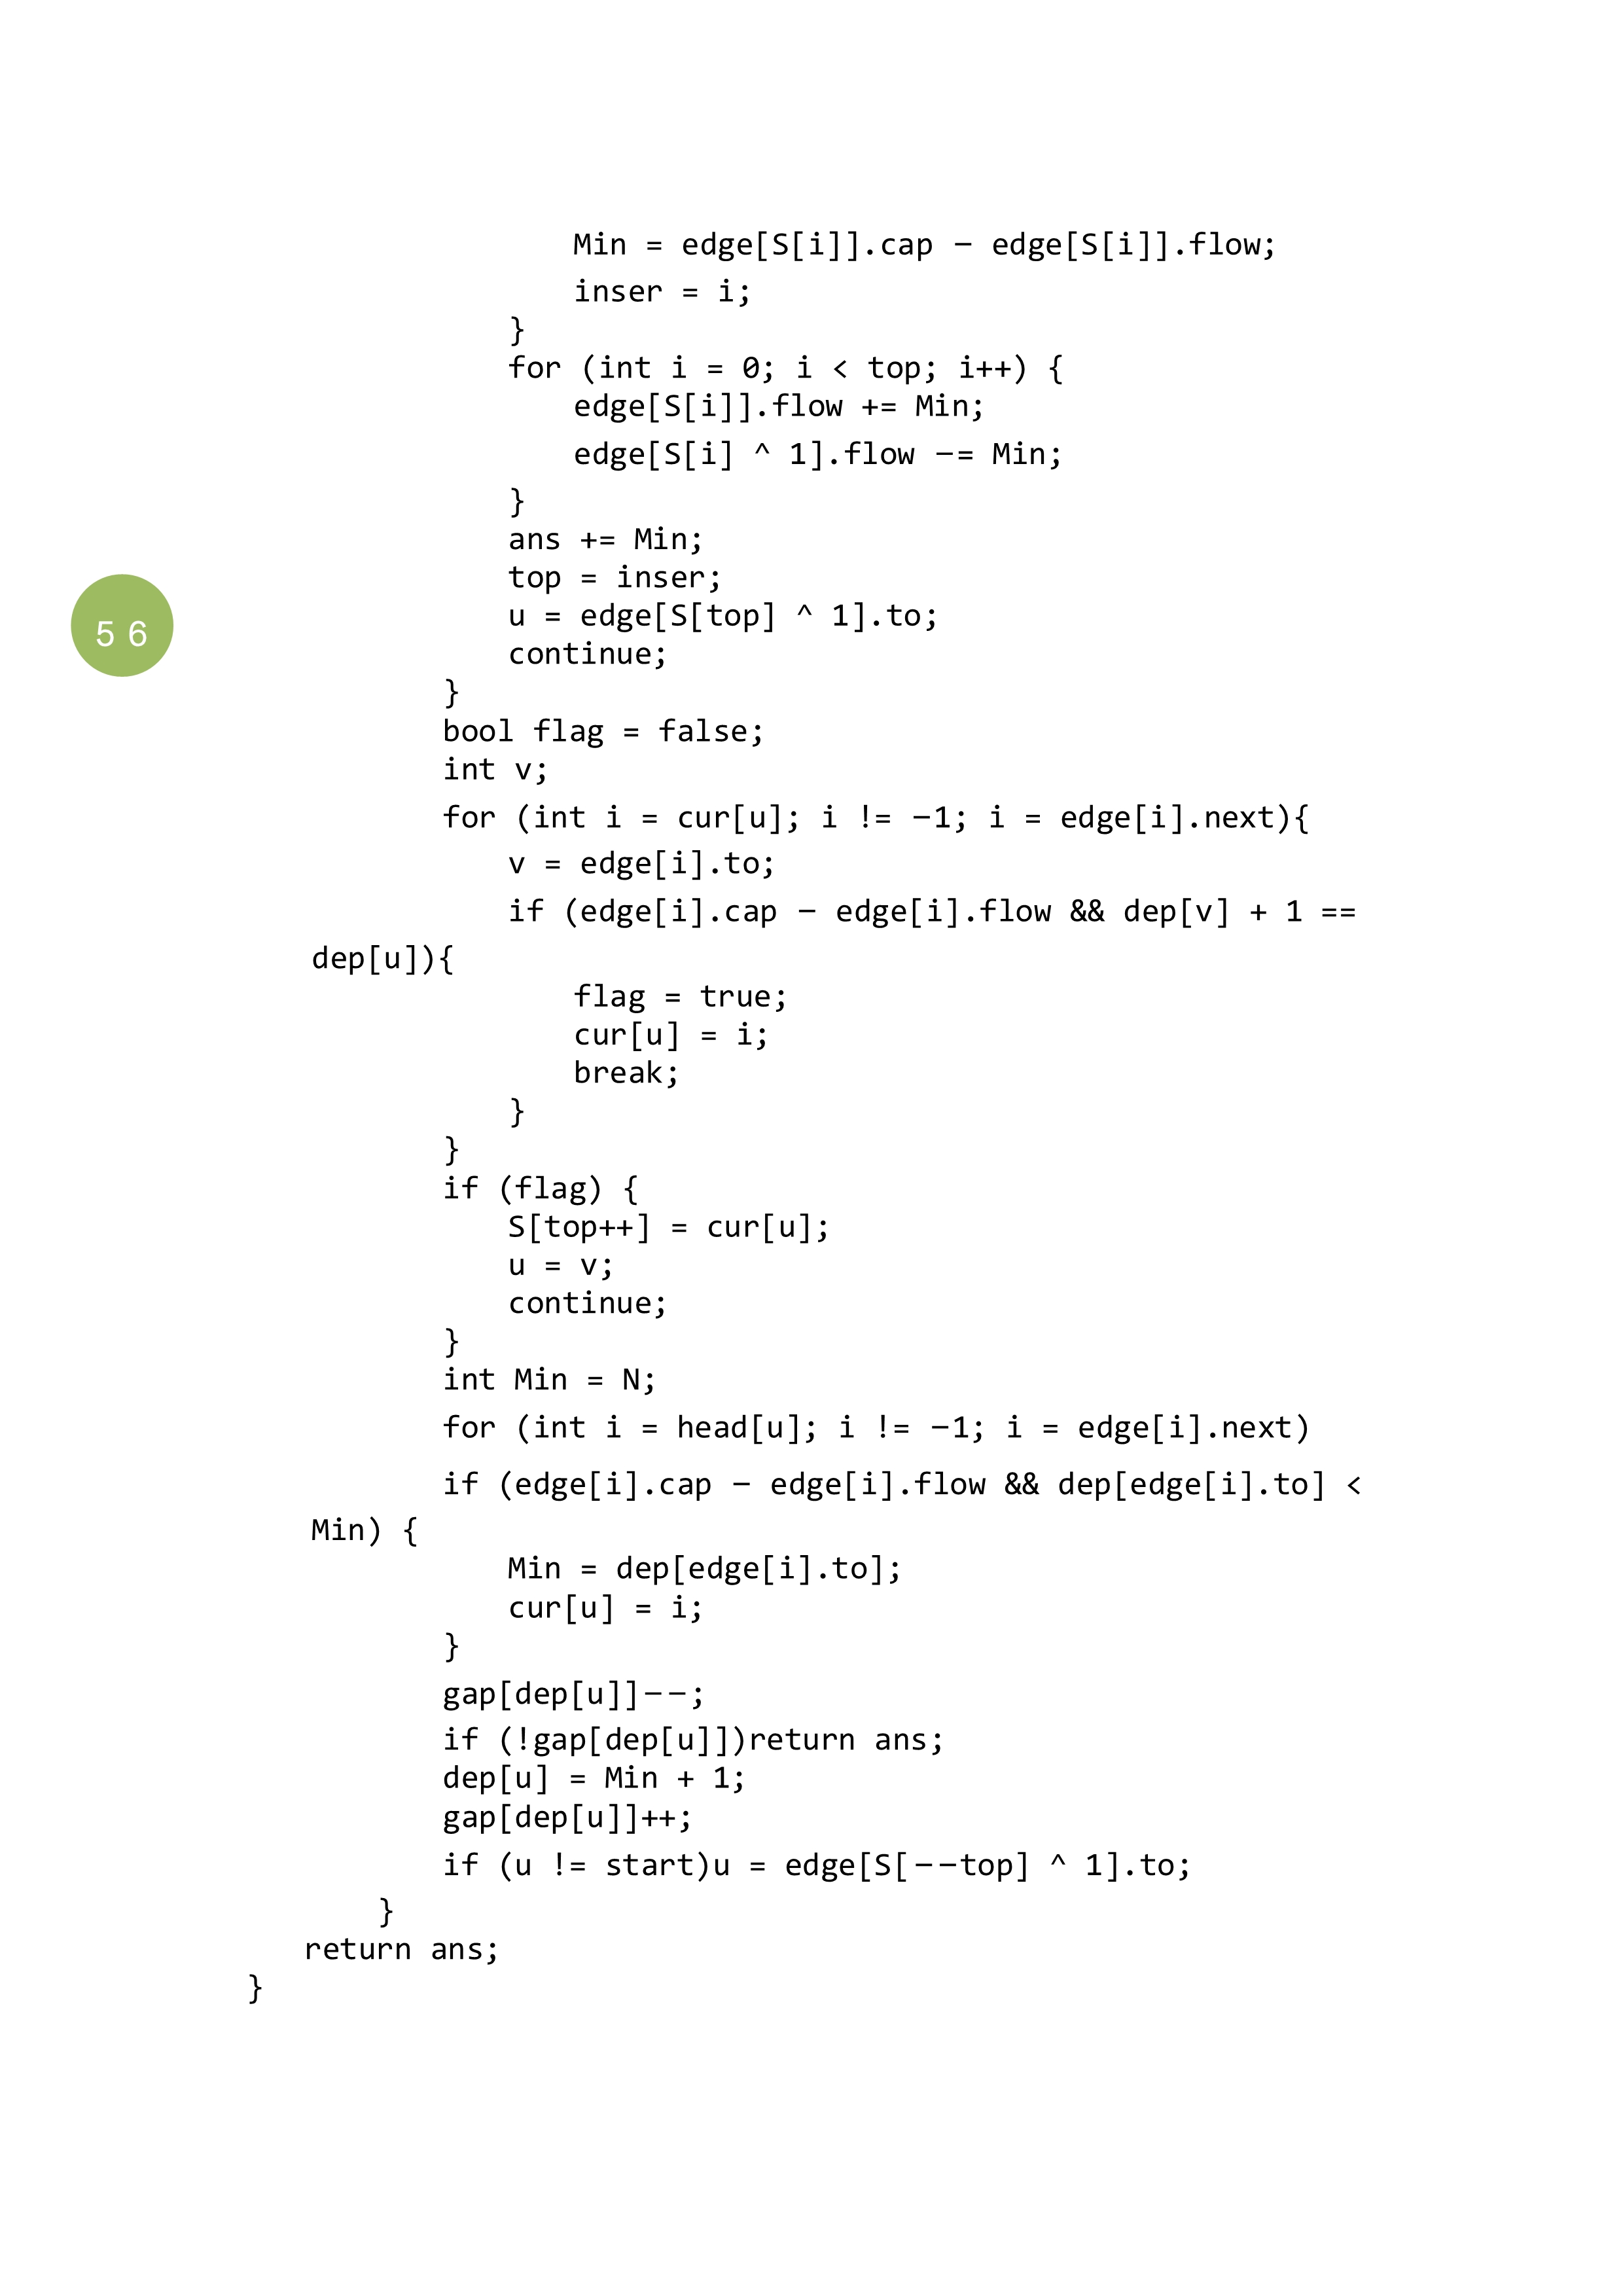 Min = edge[S[i]].cap − edge[S[i]].flow;
inser = i;
}
for (int i = 0; i < top; i++) {
edge[S[i]].flow += Min;
edge[S[i] ^ 1].flow −= Min;
}
ans += Min;
top = inser;
u = edge[S[top] ^ 1].to;
continue;
}
5 6
bool flag = false;
int v;
for (int i = cur[u]; i != −1; i = edge[i].next){
v = edge[i].to;
if (edge[i].cap − edge[i].flow && dep[v] + 1 ==
dep[u]){
flag = true;
cur[u] = i;
break;
}
}
if (flag) {
S[top++] = cur[u];
u = v;
continue;
}
int Min = N;
for (int i = head[u]; i != −1; i = edge[i].next)
if (edge[i].cap − edge[i].flow && dep[edge[i].to] <
Min) {
Min = dep[edge[i].to];
cur[u] = i;
}
gap[dep[u]]−−;
if (!gap[dep[u]])return ans;
dep[u] = Min + 1;
gap[dep[u]]++;
if (u != start)u = edge[S[−−top] ^ 1].to;
}
return ans;
}